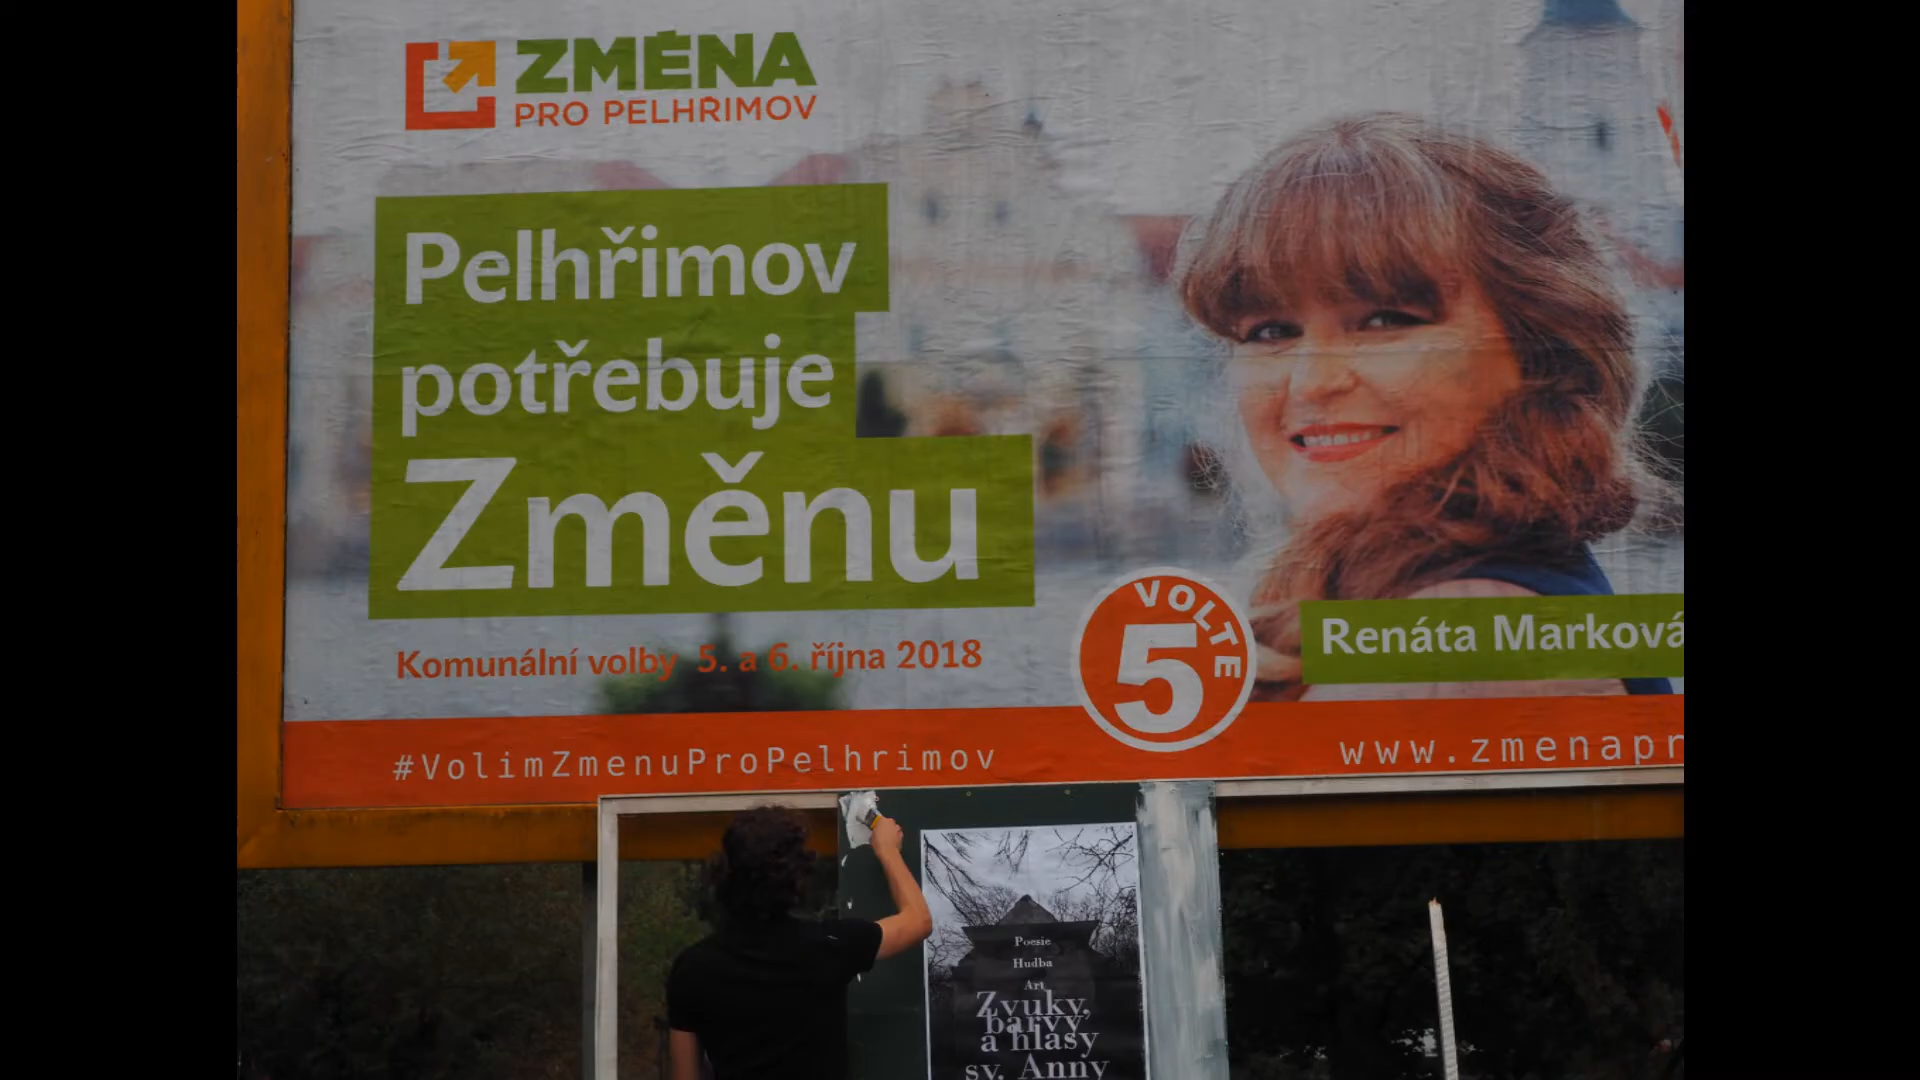 ZMĚNA
PRO PELHŘIMOV
Pelhřimov
potřebuje
Změnu
Komunální volby 5. a 6. října 2018
VOLTE
5
Renáta Marková
#VolimZmenuProPelhrimov
www.zmenapr
Poesie
Hudba
Art
Zvuky,
barvy
a hlasy
sv. Anny